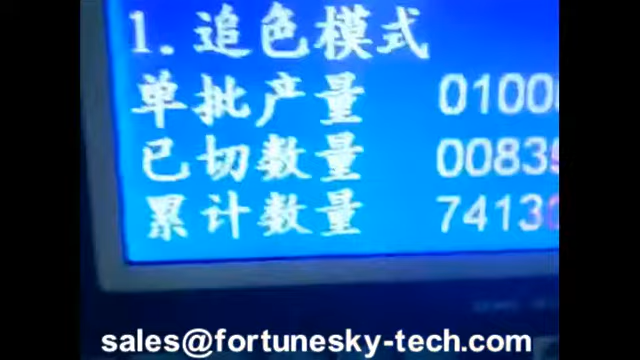 1.追色模式
单批产量 0100
已切数量 00839
累计数量 7413
sales@fortunesky-tech.com